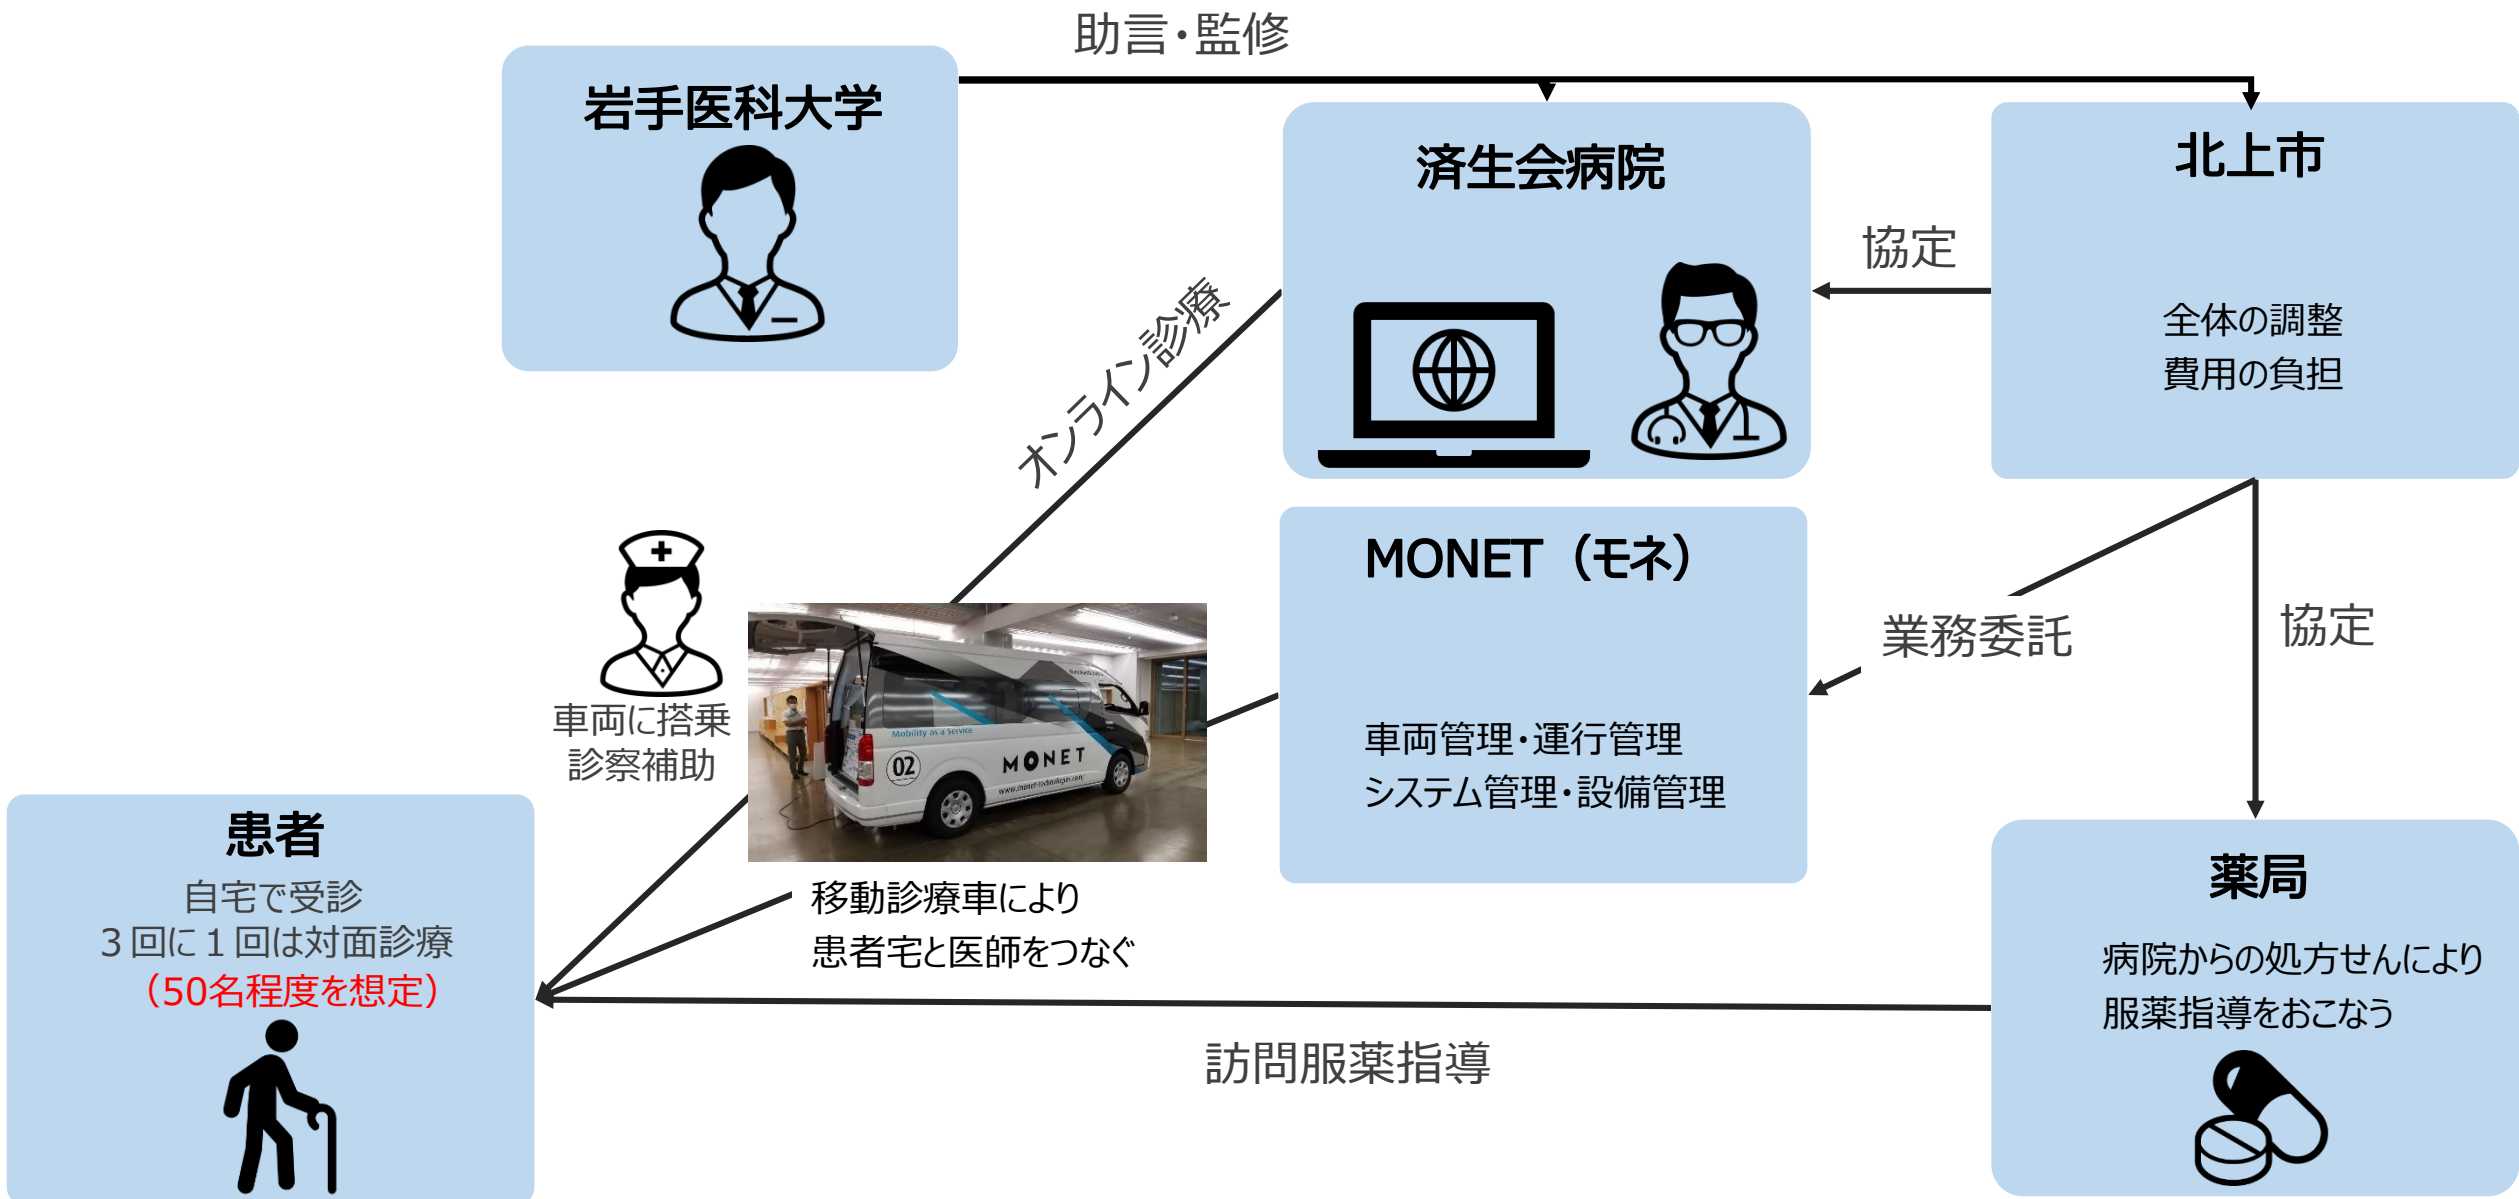 助言・監修
岩手医科大学
済生会病院
北上市
協定
全体の調整
費用の負担
オンライン診療
MONET（モネ）
業務委託
協定
車両に搭乗
診察補助
Mobility as a Service
02
MONET
www.monet-technologies.com/
車両管理・運行管理
システム管理・設備管理
患者
自宅で受診
３回に１回は対面診療
（50名程度を想定）
移動診療車により
患者宅と医師をつなぐ
薬局
病院からの処方せんにより
服薬指導をおこなう
訪問服薬指導